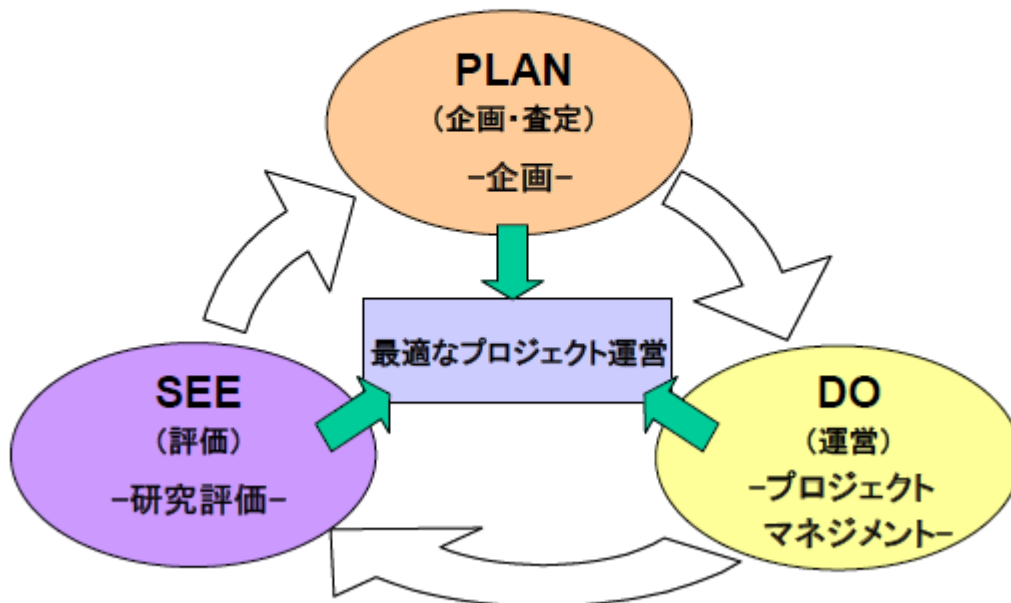 PLAN
（企画・査定）
−企画−
最適なプロジェクト運営
SEE
（評価）
−研究評価−
DO
（運営）
−プロジェクト
マネジメント−